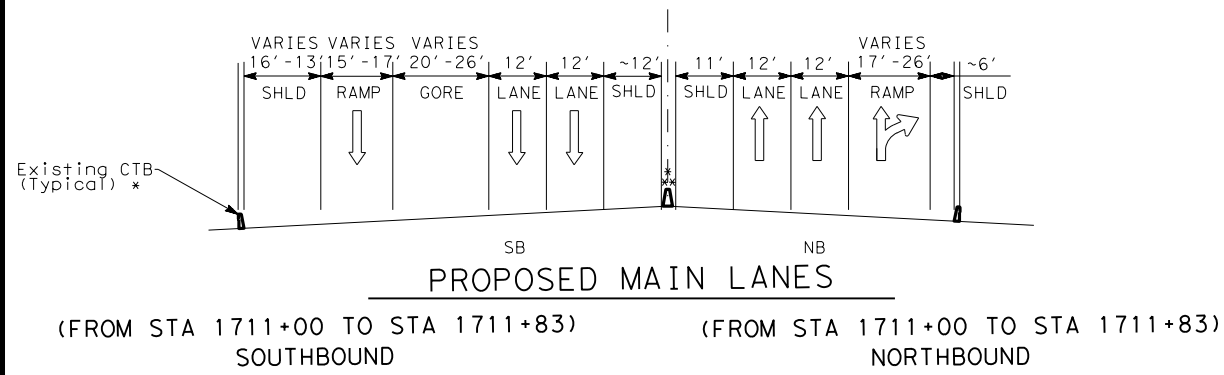 VARIES VARIES VARIES VARIES
16'-13' 15'-17' 20'-26' 12' 12' ~12' 11' 12' 12' 17'-26' ~6'
SHLD RAMP GORE LANE LANE SHLD SHLD LANE LANE RAMP SHLD
Existing CTB
(Typical) *
*
**
SB NB
PROPOSED MAIN LANES
(FROM STA 1711+00 TO STA 1711+83) (FROM STA 1711+00 TO STA 1711+83)
SOUTHBOUND NORTHBOUND